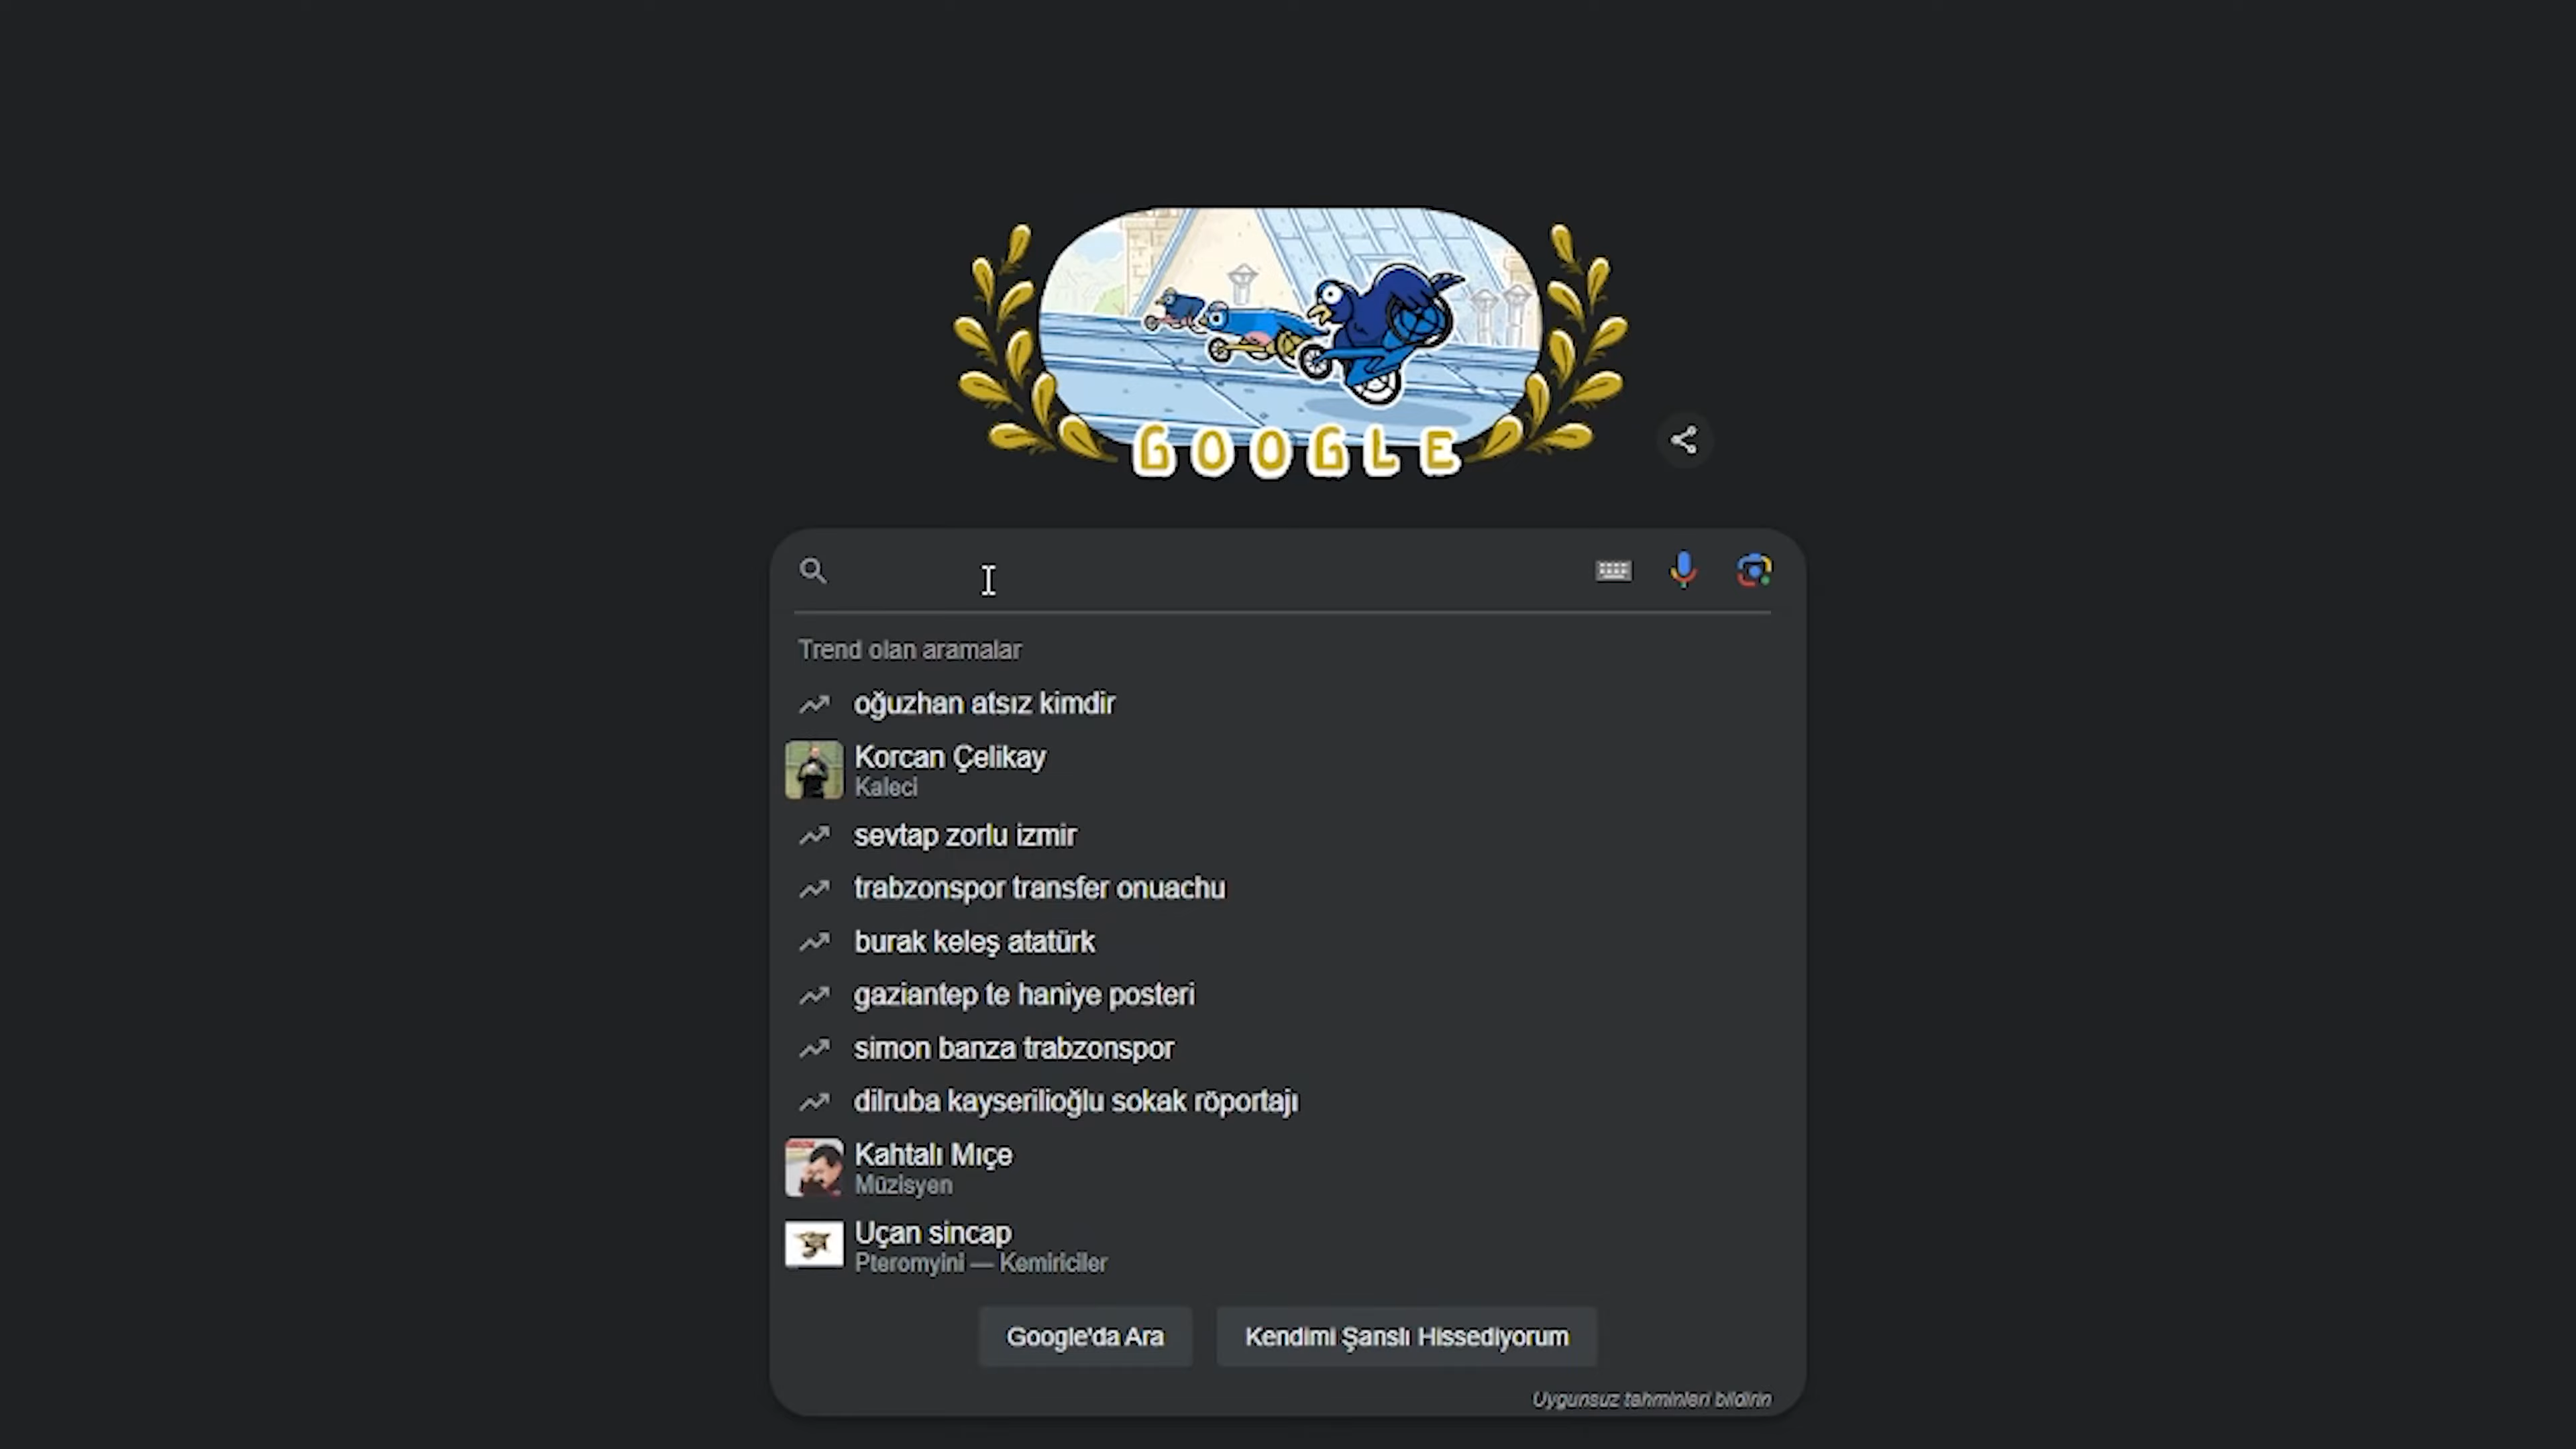 GOOGLE
Trend olan aramalar
oğuzhan atsız kimdir
Korcan Çelikay
Kaleci
sevtap zorlu izmir
trabzonspor transfer onuachu
burak keleş atatürk
gaziantep te haniye posteri
simon banza trabzonspor
dilruba kayserilioğlu sokak röportajı
Kahtalı Mıçe
Müzisyen
Uçan sincap
Pteromyini — Kemiriciler
Google'da Ara
Kendimi Şanslı Hissediyorum
Uygunsuz tahminleri bildirin